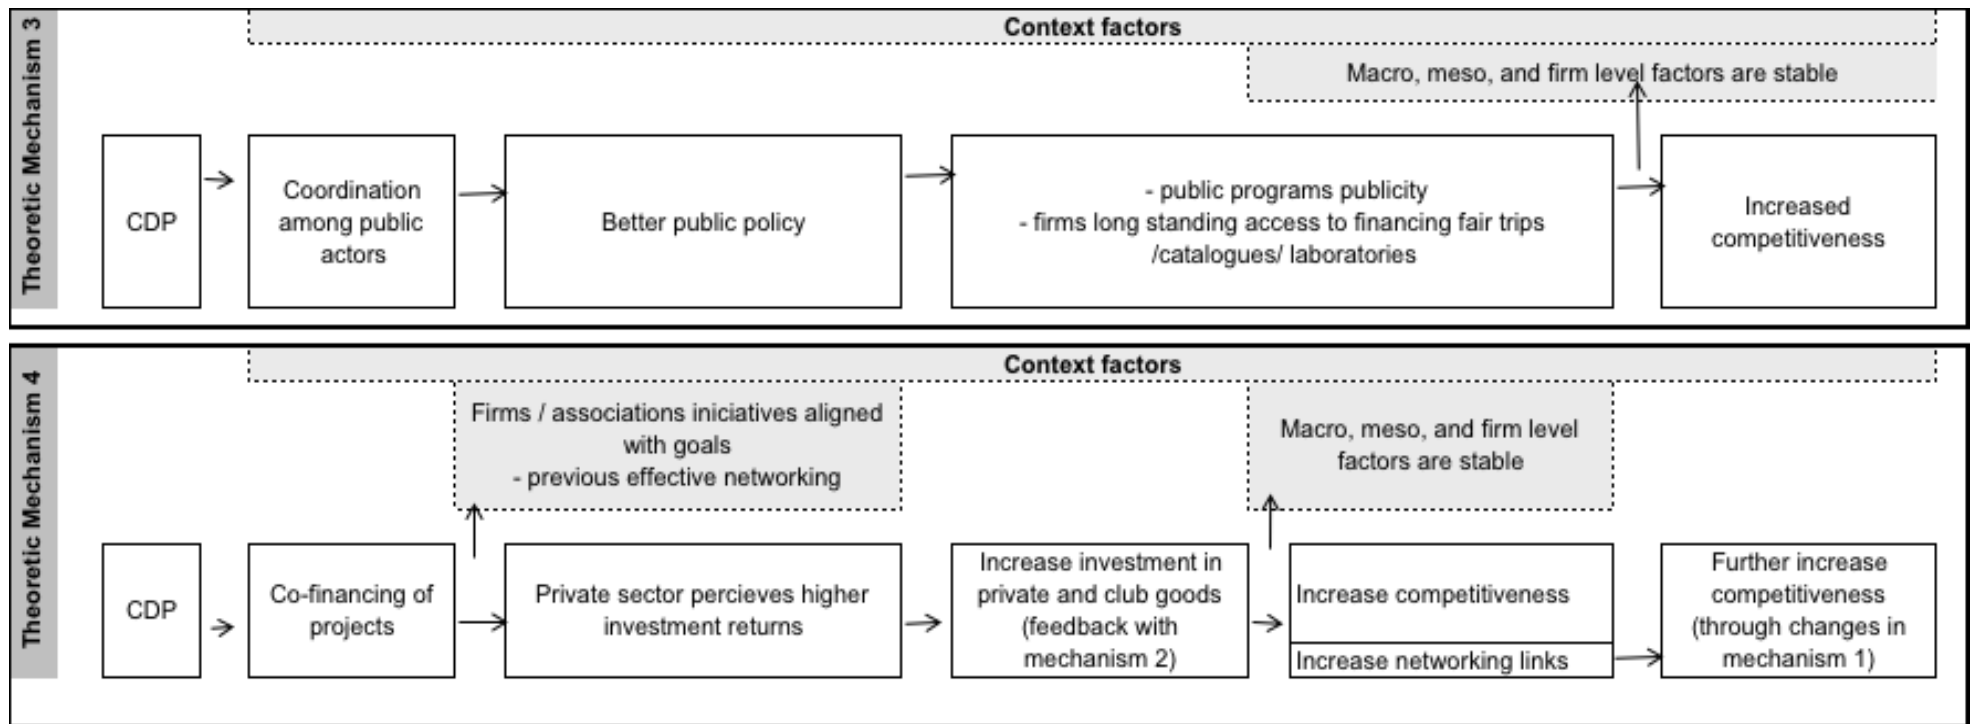 Theoretic Mechanism 3
Context factors
Macro, meso, and firm level factors are stable
CDP
Coordination
among public
actors
Better public policy
- public programs publicity
- firms long standing access to financing fair trips
/catalogues/ laboratories
Increased
competitiveness
Theoretic Mechanism 4
Context factors
Firms / associations iniciatives aligned
with goals
- previous effective networking
Macro, meso, and firm level
factors are stable
CDP
Co-financing of
projects
Private sector percieves higher
investment returns
Increase investment in
private and club goods
(feedback with
mechanism 2)
Increase competitiveness
Increase networking links
Further increase
competitiveness
(through changes in
mechanism 1)